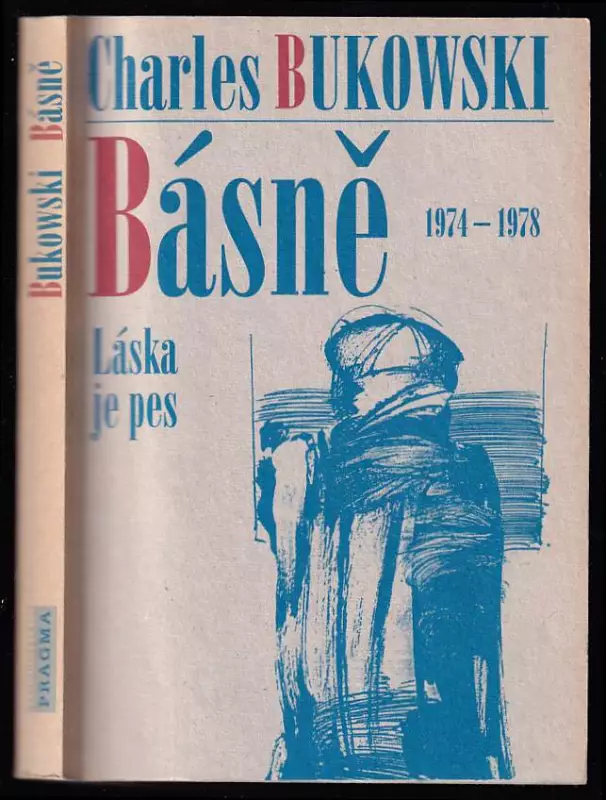 Charles BUKOWSKI
Básně
1974 – 1978
Láska
je pes
Bukowski Básně
PRAGMA